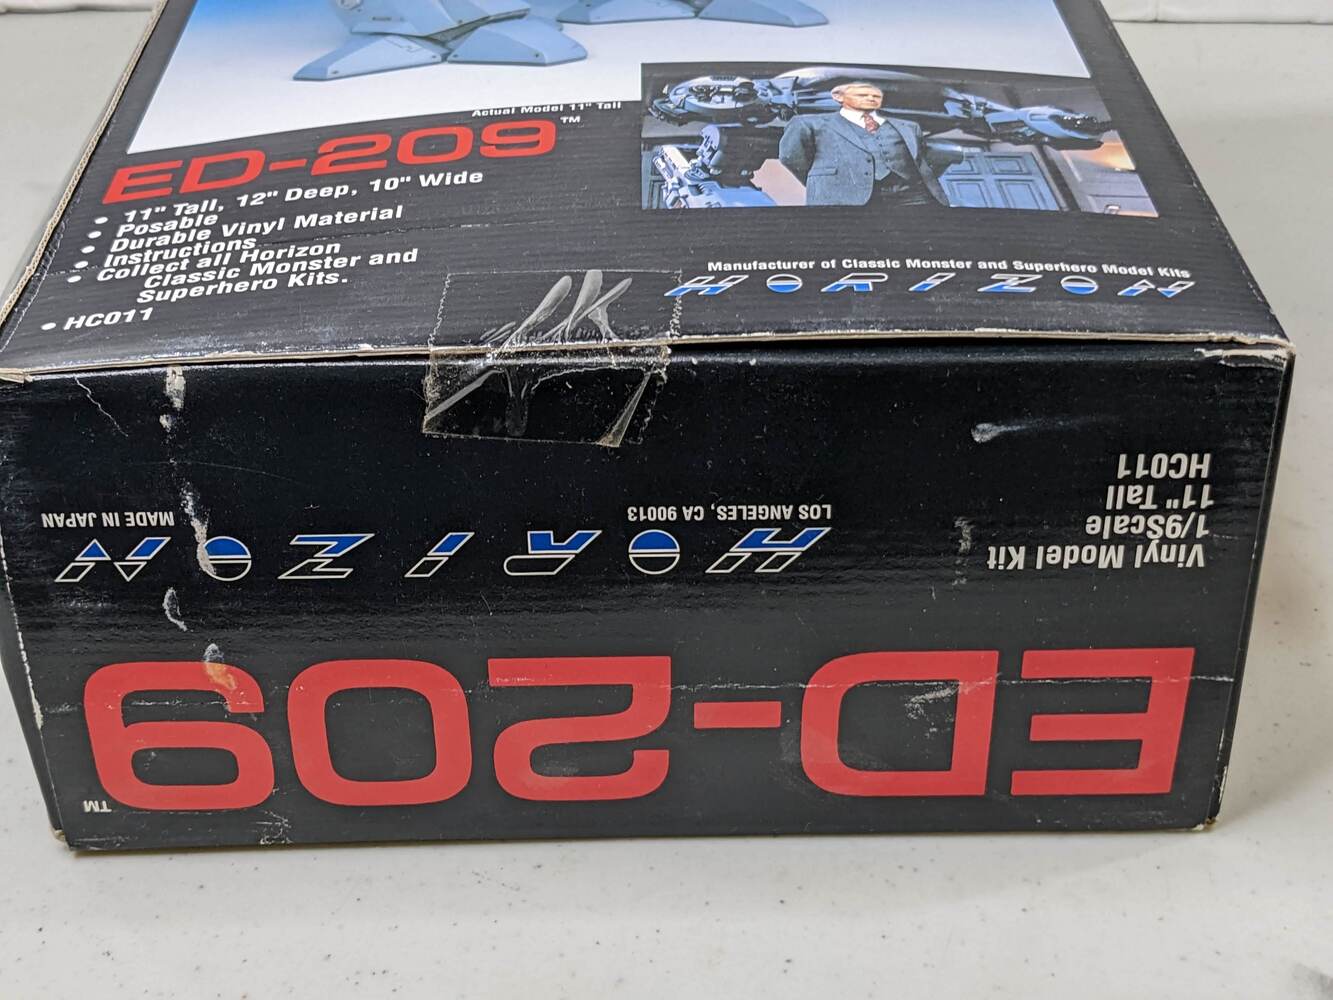 Actual Model 11" Tall
ED-209™
• 11" Tall, 12" Deep, 10" Wide
• Posable
• Durable Vinyl Material
• Instructions
• Collect all Horizon
Classic Monster and
Superhero Kits.
• HC011
Manufacturer of Classic Monster and Superhero Model Kits
HORIZON
ED-209™
Vinyl Model Kit
1/9Scale
11" Tall
HC011
HORIZON
LOS ANGELES, CA 90013
MADE IN JAPAN